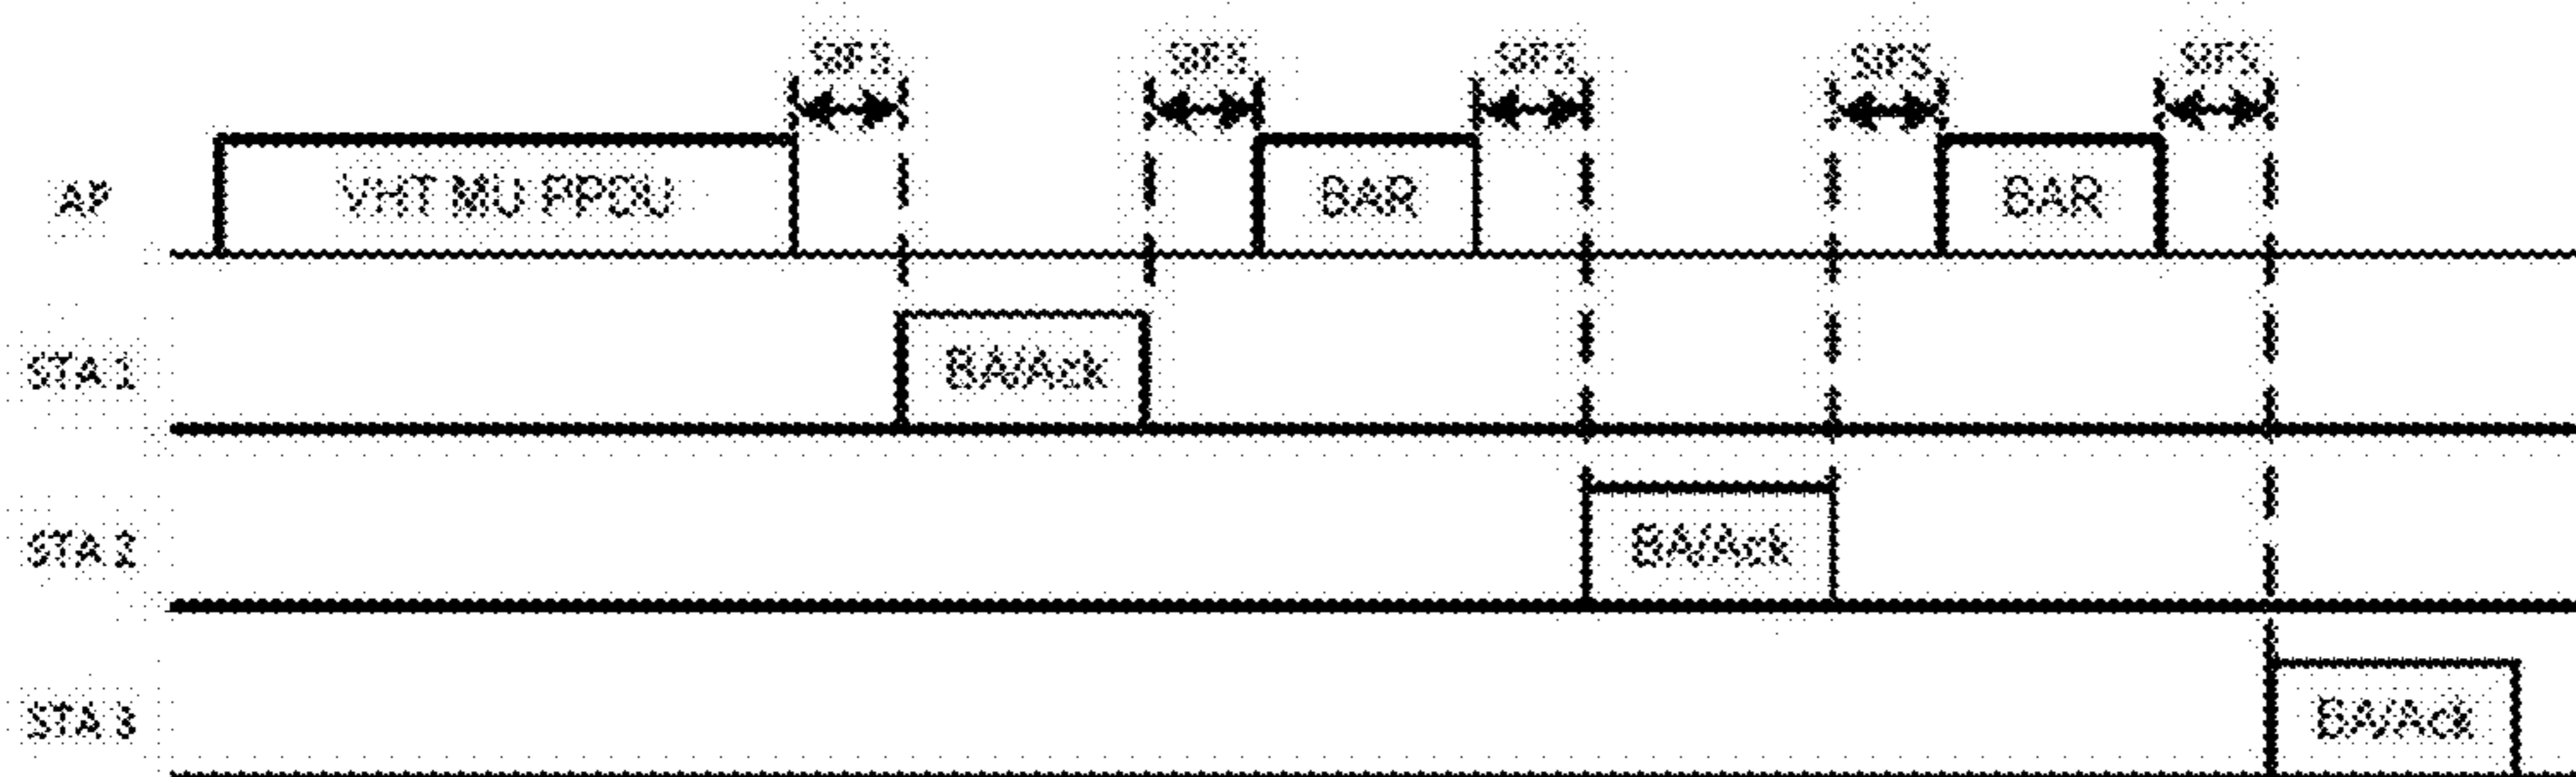 SIFS SIFS SIFS SIFS SIFS
AP VHT MU PPDU BAR BAR
STA 1 BA/Ack
STA 2 BA/Ack
STA 3 BA/Ack